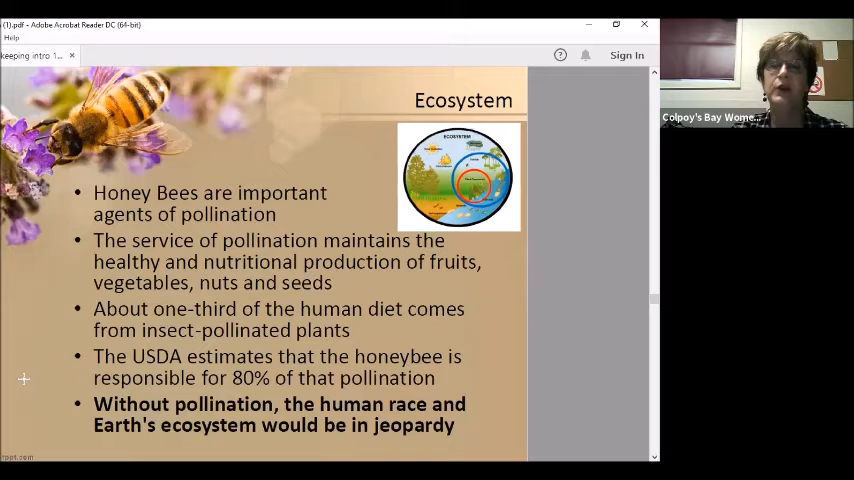 (1).pdf - Adobe Acrobat Reader DC (64-bit)
Help
keeping intro 1...
Sign In
Colpoy's Bay Wome...
Ecosystem
ECOSYSTEM
• Honey Bees are important
agents of pollination
• The service of pollination maintains the
healthy and nutritional production of fruits,
vegetables, nuts and seeds
• About one-third of the human diet comes
from insect-pollinated plants
• The USDA estimates that the honeybee is
responsible for 80% of that pollination
• Without pollination, the human race and
Earth's ecosystem would be in jeopardy